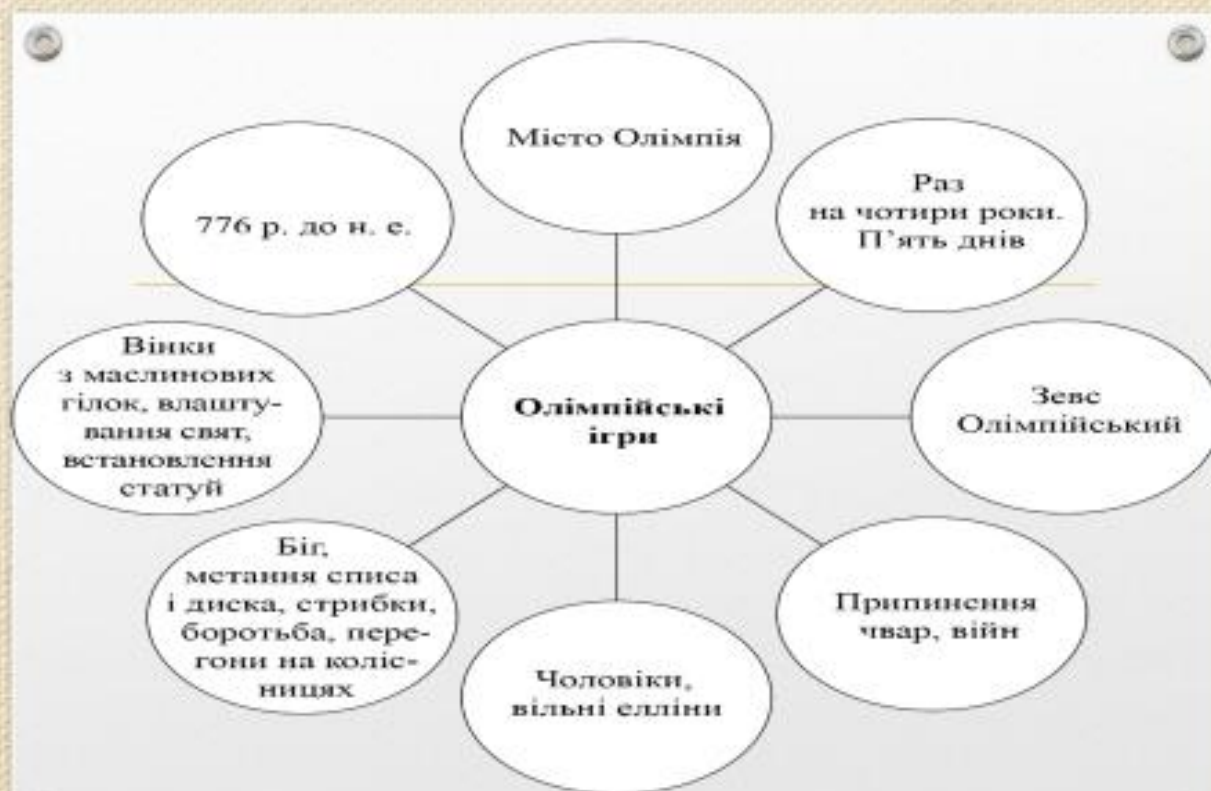 Місто Олімпія
Раз
на чотири роки.
П’ять днів
776 р. до н. е.
Вінки
з маслинових
гілок, влашту-
вання свят,
встановлення
статуй
Олімпійські
ігри
Зевс
Олімпійський
Біг,
метання списа
і диска, стрибки,
боротьба, пере-
гони на коліс-
ницях
Чоловіки,
вільні елліни
Припинення
чвар, війн